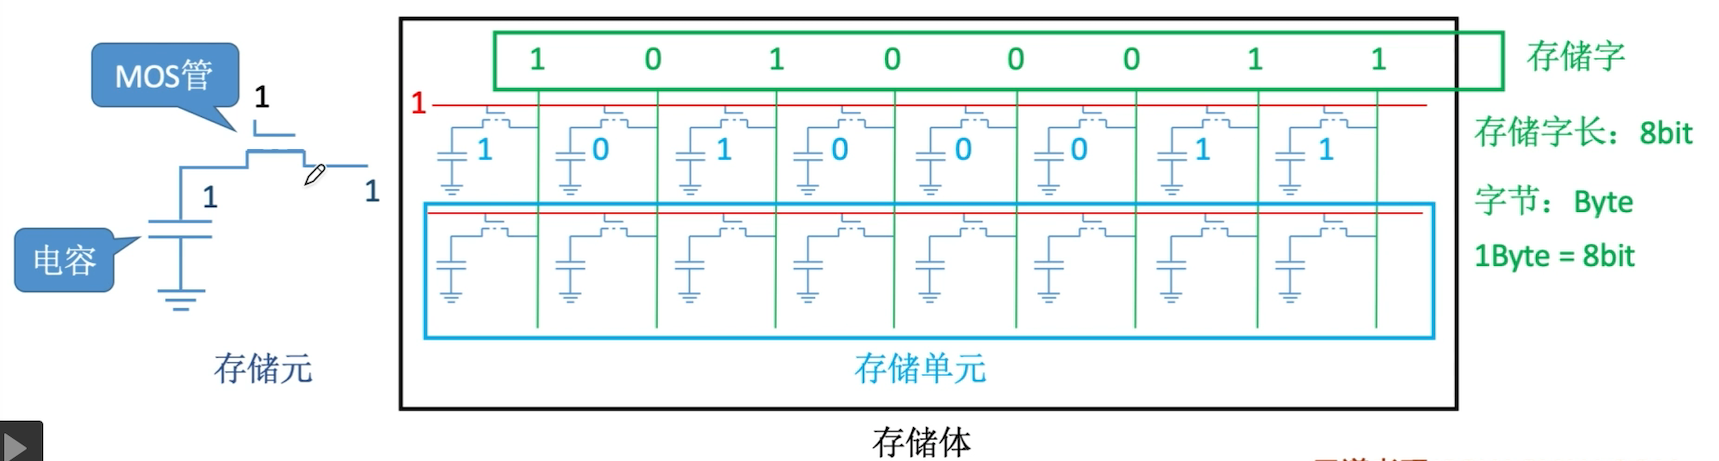 MOS管
1
1
1
电容
存储元
1 0 1 0 0 0 1 1
1
1 0 1 0 0 0 1 1
存储单元
存储体
存储字
存储字长：8bit
字节：Byte
1Byte = 8bit